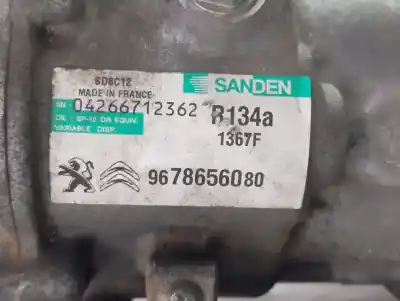 SD6C12
MADE IN FRANCE
SANDEN
SN 04266712362 R134a
OIL : SP-10 OR EQUIV.
VARIABLE DISP. 1367F
9678656080